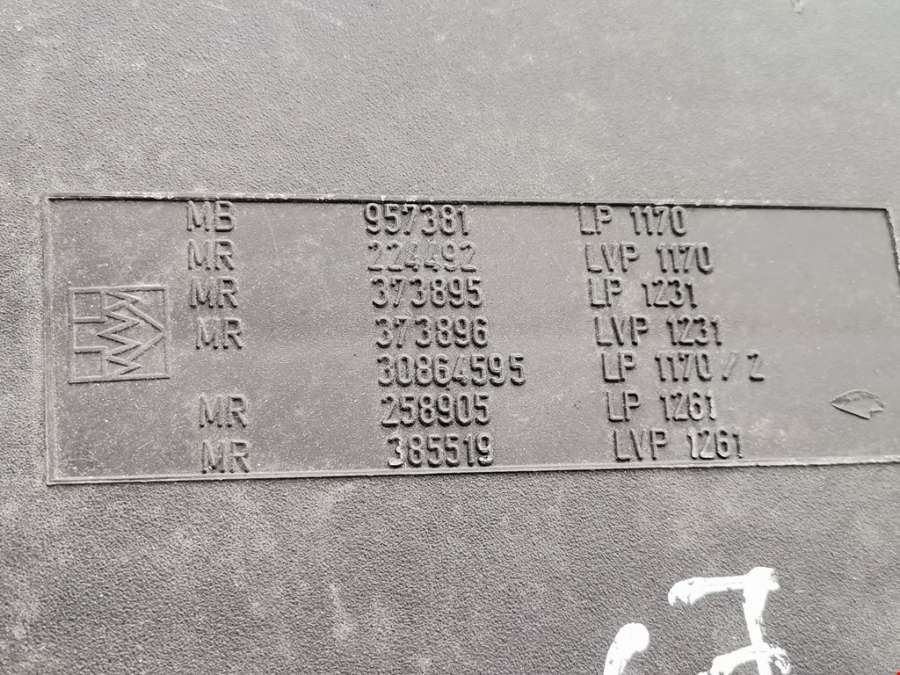 MB 957381 LP 1170
MR 224492 LVP 1170
MR 373895 LP 1231
MR 373896 LVP 1231
30864595 LP 1170/2
MR 258905 LP 1261
MR 385519 LVP 1261